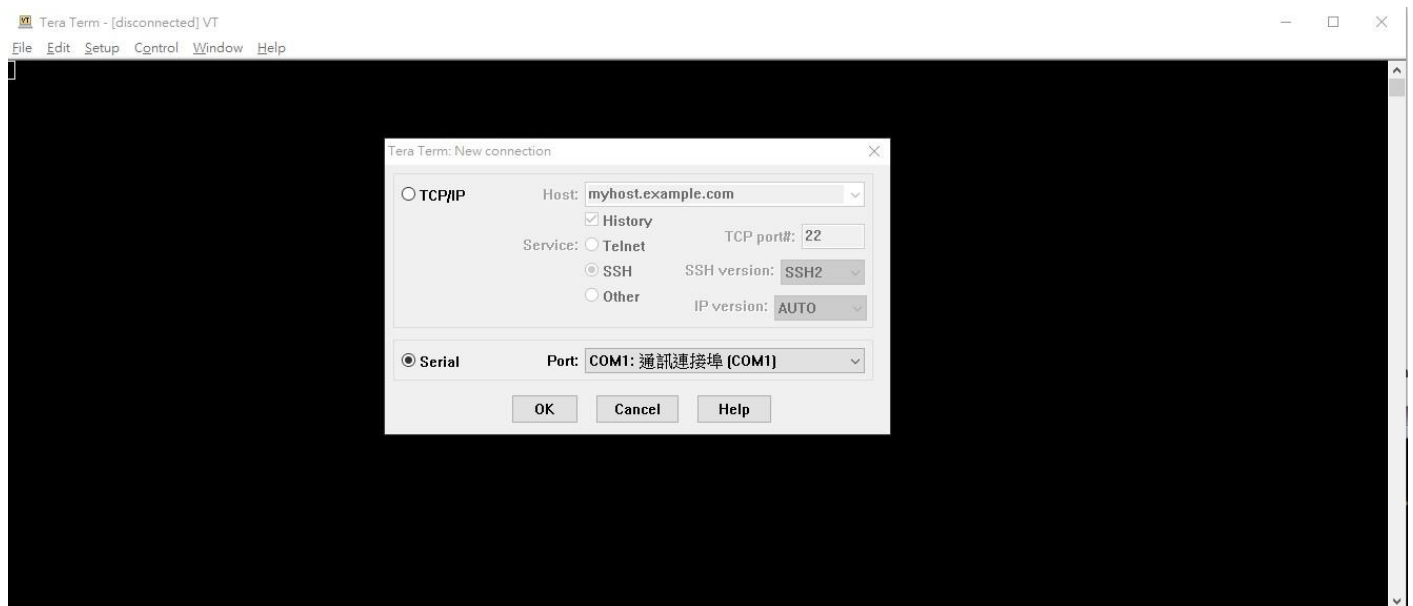 Tera Term - [disconnected] VT
File Edit Setup Control Window Help
Tera Term: New connection
TCP/IP Host: myhost.example.com
History
Service: Telnet TCP port#: 22
SSH SSH version: SSH2
Other IP version: AUTO
Serial Port: COM1: 通訊連接埠 (COM1)
OK Cancel Help